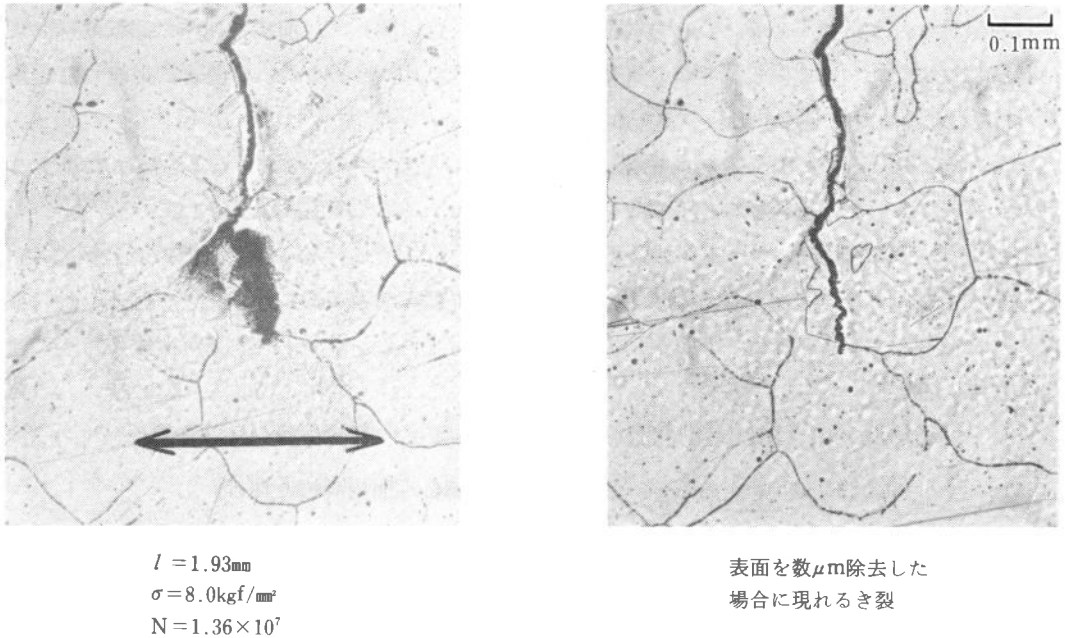 0.1mm
l=1.93㎜
σ=8.0kgf/㎜²
N=1.36×10⁷
表面を数μm除去した
場合に現れるき裂